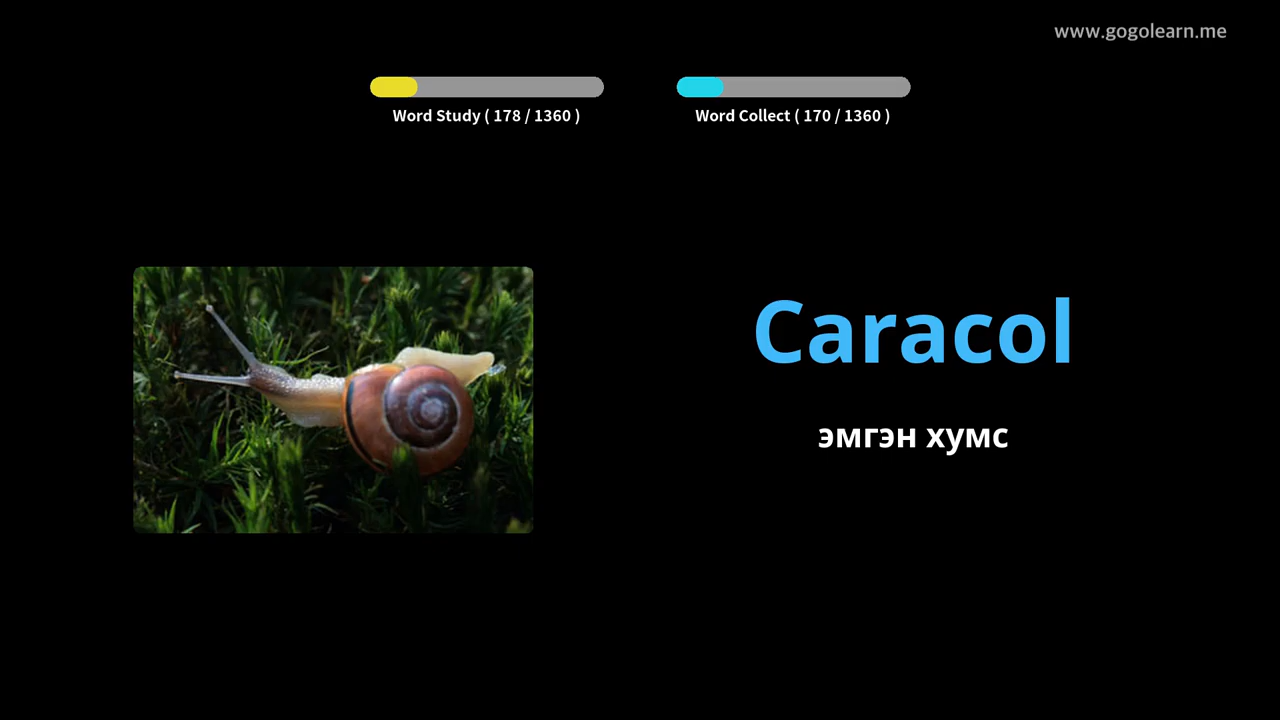 www.gogolearn.me
Word Study ( 178 / 1360 )
Word Collect ( 170 / 1360 )
Caracol
эмгэн хумс